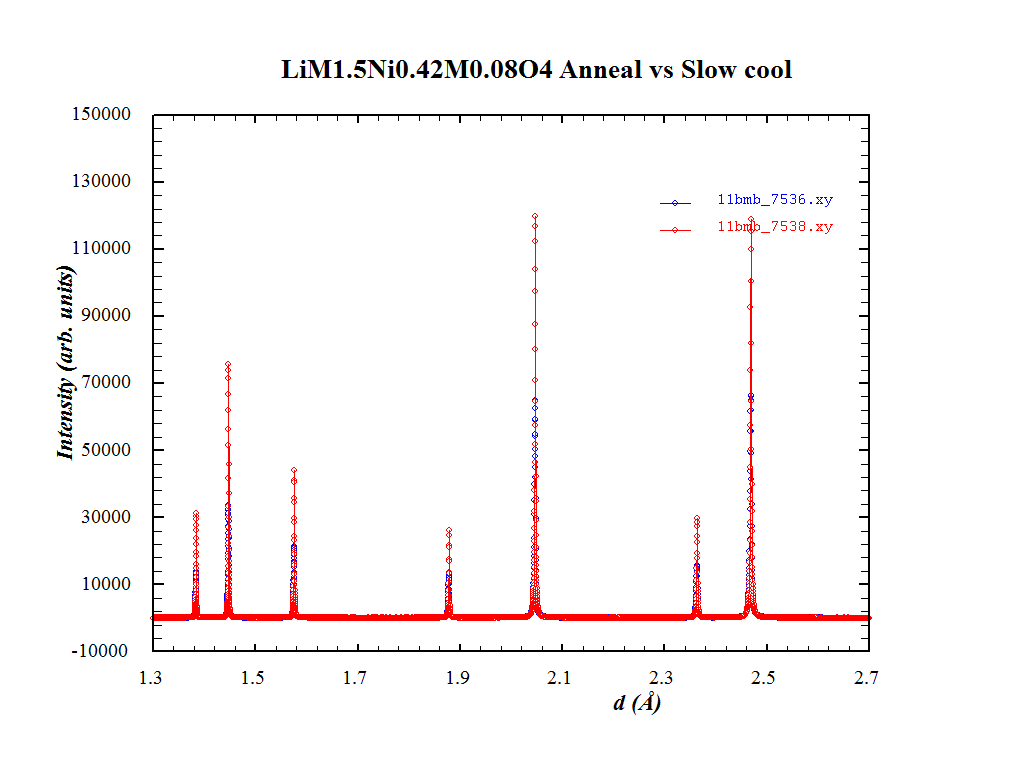 LiM1.5Ni0.42M0.08O4 Anneal vs Slow cool
150000
130000
110000
90000
70000
50000
30000
10000
-10000
Intensity (arb. units)
11bmb_7536.xy
11bmb_7538.xy
1.3 1.5 1.7 1.9 2.1 2.3 2.5 2.7
d (Å)